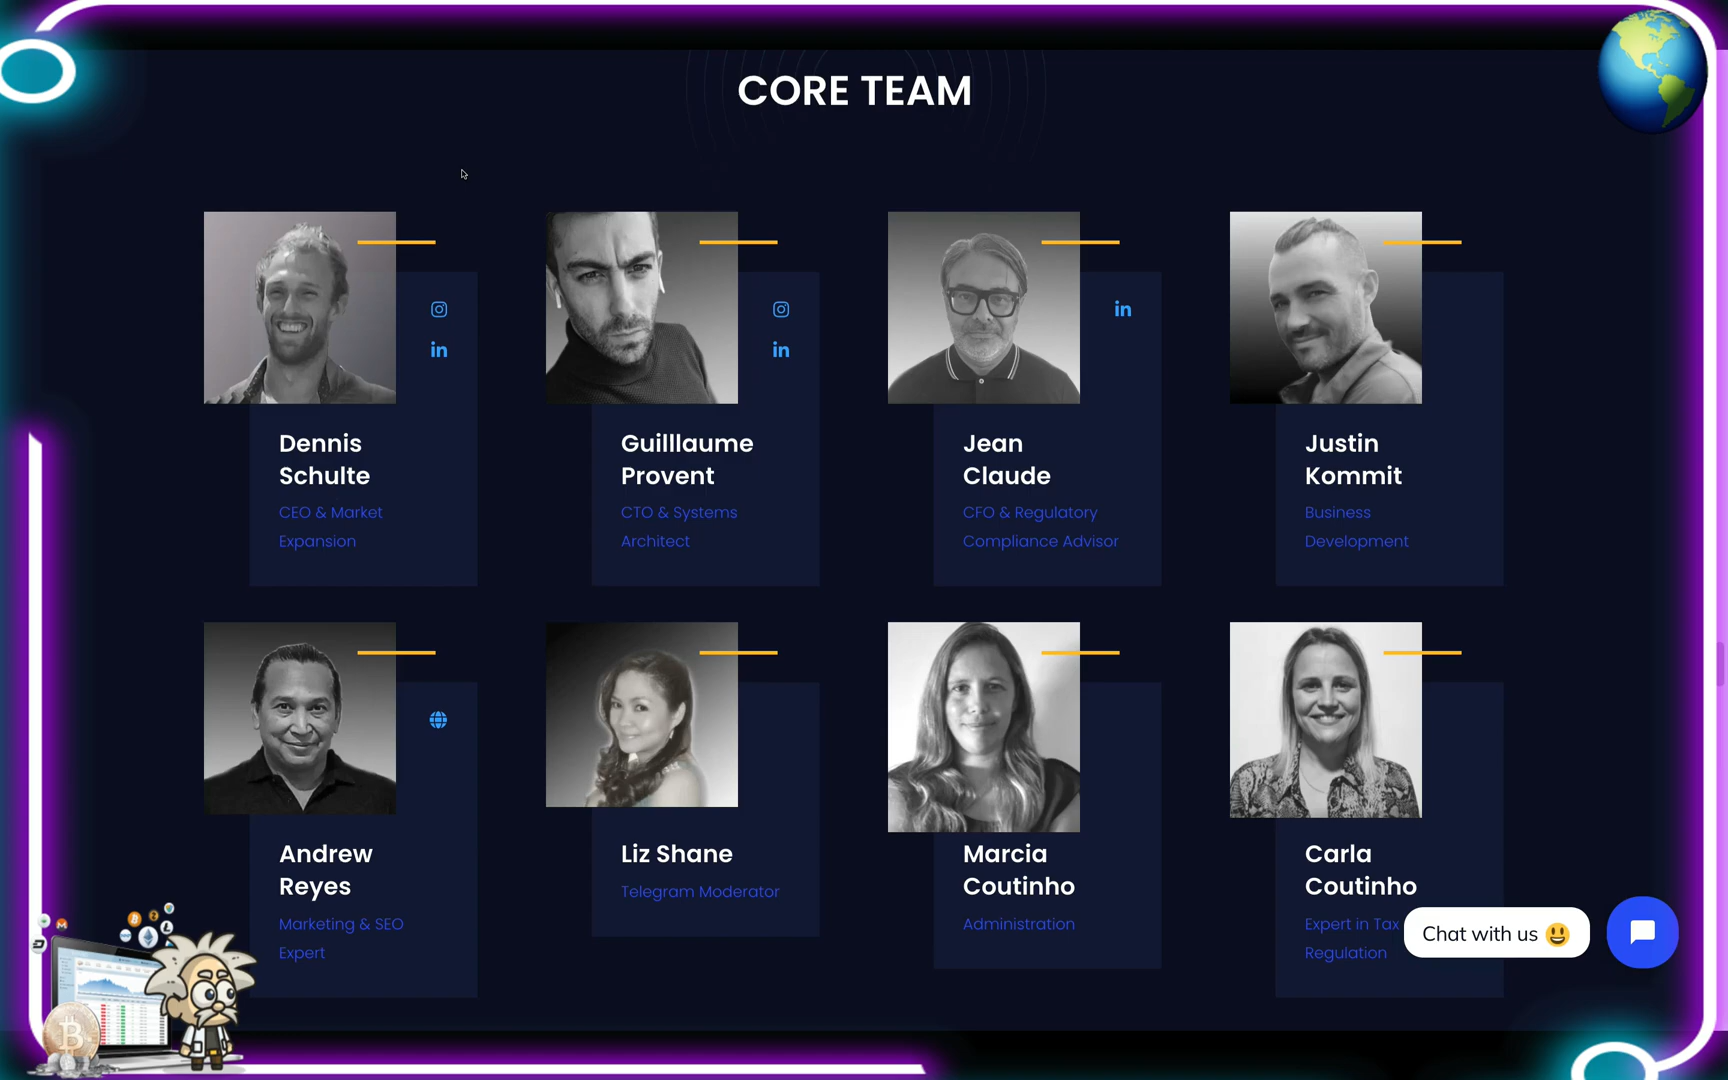 CORE TEAM
Dennis
Schulte
CEO & Market
Expansion
Guilllaume
Provent
CTO & Systems
Architect
Jean
Claude
CFO & Regulatory
Compliance Advisor
Justin
Kommit
Business
Development
Andrew
Reyes
Marketing & SEO
Expert
Liz Shane
Telegram Moderator
Marcia
Coutinho
Administration
Carla
Coutinho
Expert in Tax
Regulation
Chat with us 😃